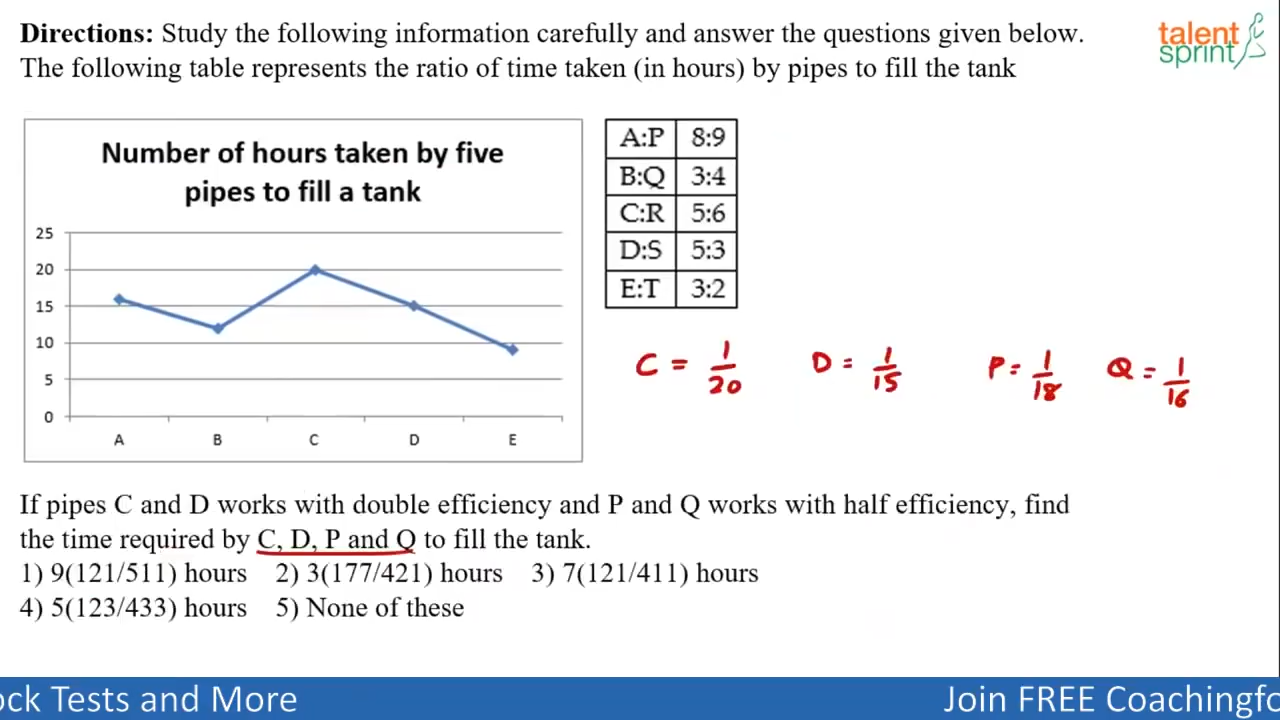 Directions: Study the following information carefully and answer the questions given below.
The following table represents the ratio of time taken (in hours) by pipes to fill the tank
talent
sprint
Number of hours taken by five
pipes to fill a tank
25
20
15
10
5
0
A B C D E
A:P 8:9
B:Q 3:4
C:R 5:6
D:S 5:3
E:T 3:2
C = 1/20 D = 1/15 P = 1/18 Q = 1/16
If pipes C and D works with double efficiency and P and Q works with half efficiency, find
the time required by C, D, P and Q to fill the tank.
1) 9(121/511) hours 2) 3(177/421) hours 3) 7(121/411) hours
4) 5(123/433) hours 5) None of these
ock Tests and More Join FREE Coachingfo